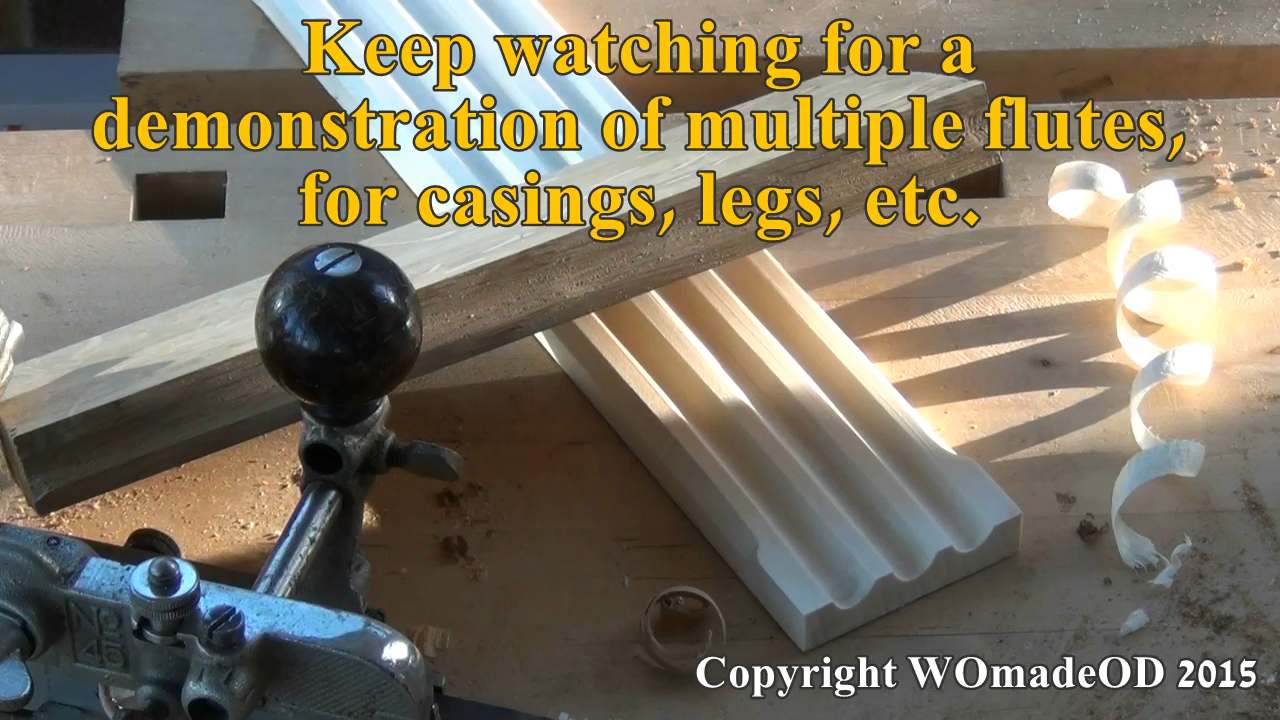 Keep watching for a
demonstration of multiple flutes,
for casings, legs, etc.
Copyright WOmadeOD 2015